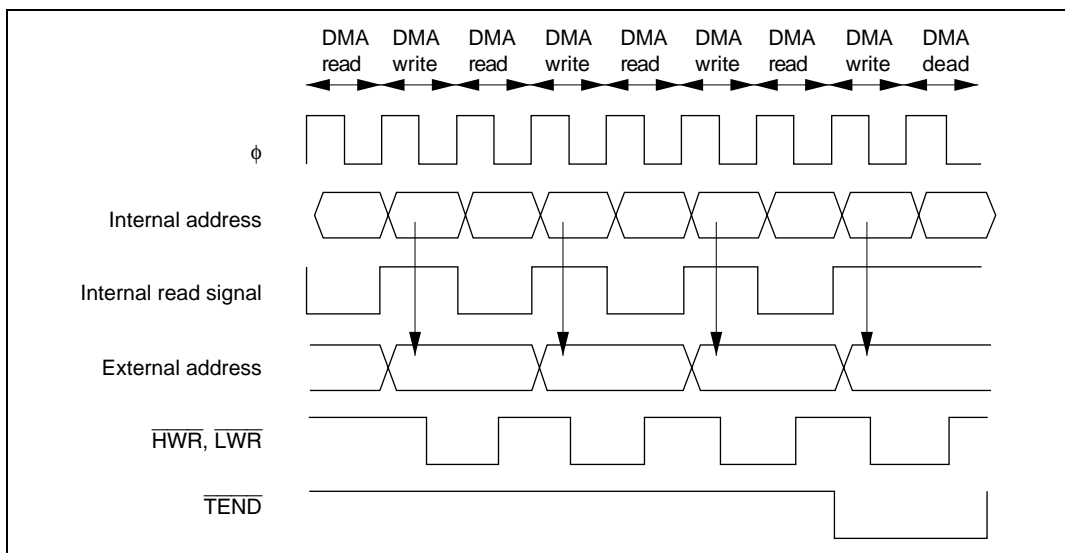 DMA read DMA write DMA read DMA write DMA read DMA write DMA read DMA write DMA dead
φ
Internal address
Internal read signal
External address
HWR, LWR
TEND